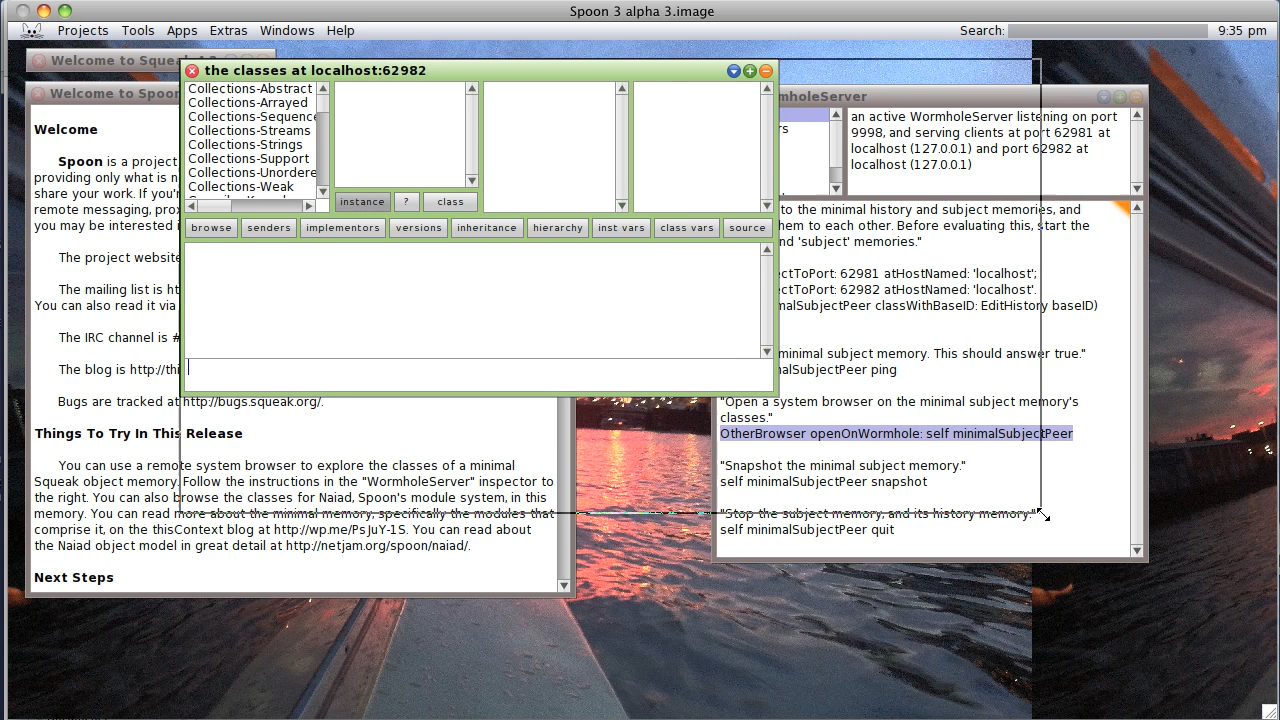 Spoon 3 alpha 3.image
Projects Tools Apps Extras Windows Help Search: 9:35 pm
Welcome to Squeak
the classes at localhost:62982
Collections-Abstract
Collections-Arrayed
Collections-Sequence
Collections-Streams
Collections-Strings
Collections-Support
Collections-Unordere
Collections-Weak
instance ? class
browse senders implementors versions inheritance hierarchy inst vars class vars source
Welcome to Spoon
Welcome
Spoon is a project
providing only what is n
share your work. If you'r
remote messaging, prox
you may be interested i
The project website
The mailing list is ht
You can also read it via
The IRC channel is #
The blog is http://thi
Bugs are tracked at http://bugs.squeak.org/.
Things To Try In This Release
You can use a remote system browser to explore the classes of a minimal
Squeak object memory. Follow the instructions in the "WormholeServer" inspector to
the right. You can also browse the classes for Naiad, Spoon's module system, in this
memory. You can read more about the minimal memory, specifically the modules that
comprise it, on the thisContext blog at http://wp.me/PsJuY-1S. You can read about
the Naiad object model in great detail at http://netjam.org/spoon/naiad/.
Next Steps
mholeServer
rs
an active WormholeServer listening on port
9998, and serving clients at port 62981 at
localhost (127.0.0.1) and port 62982 at
localhost (127.0.0.1)
to the minimal history and subject memories, and
em to each other. Before evaluating this, start the
nd 'subject' memories."
ectToPort: 62981 atHostNamed: 'localhost';
ectToPort: 62982 atHostNamed: 'localhost'.
malSubjectPeer classWithBaseID: EditHistory baseID)
minimal subject memory. This should answer true."
malSubjectPeer ping
"Open a system browser on the minimal subject memory's
classes."
OtherBrowser openOnWormhole: self minimalSubjectPeer
"Snapshot the minimal subject memory."
self minimalSubjectPeer snapshot
"Stop the subject memory, and its history memory."
self minimalSubjectPeer quit